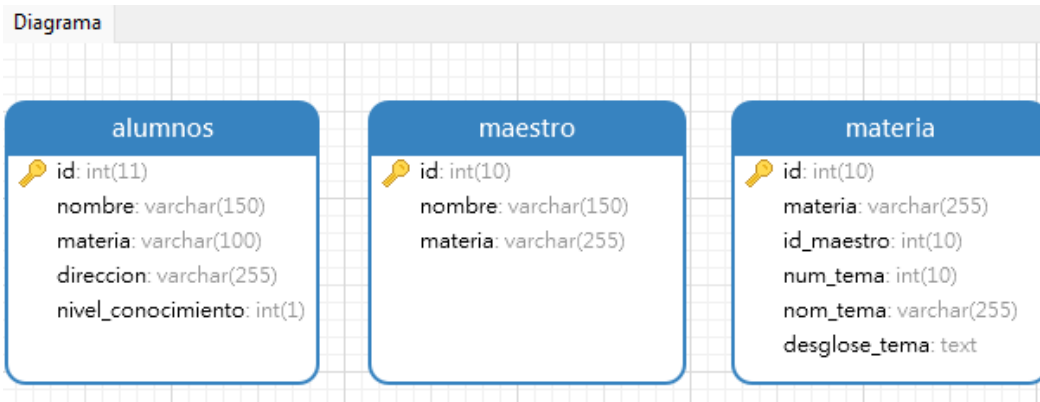 Diagrama
alumnos
id: int(11)
nombre: varchar(150)
materia: varchar(100)
direccion: varchar(255)
nivel_conocimiento: int(1)
maestro
id: int(10)
nombre: varchar(150)
materia: varchar(255)
materia
id: int(10)
materia: varchar(255)
id_maestro: int(10)
num_tema: int(10)
nom_tema: varchar(255)
desglose_tema: text